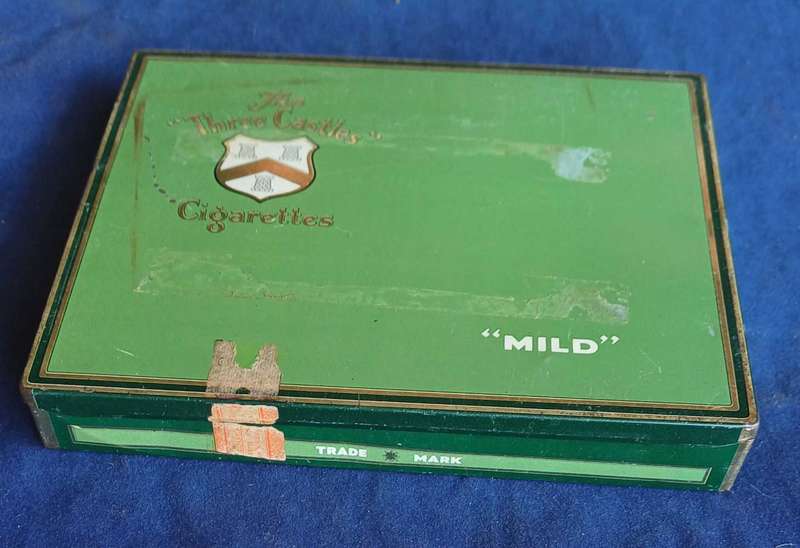 The
"Three Castles"
Cigarettes
"MILD"
TRADE MARK